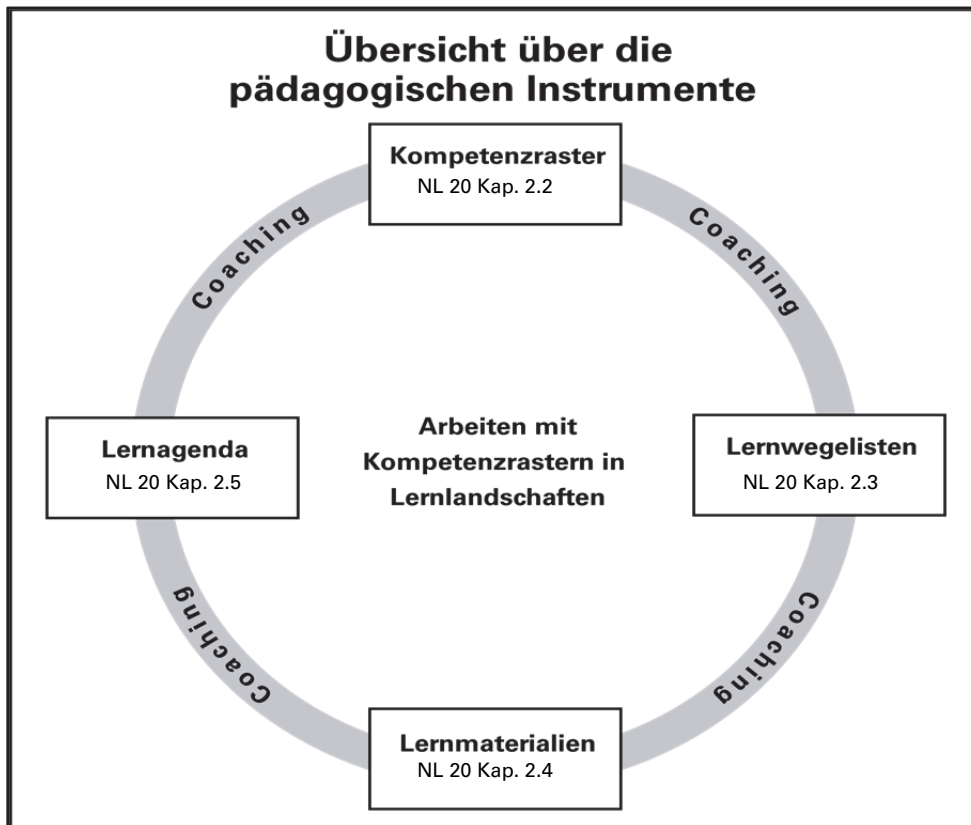 Übersicht über die
pädagogischen Instrumente
Kompetenzraster
NL 20 Kap. 2.2
Coaching
Coaching
Lernagenda
NL 20 Kap. 2.5
Arbeiten mit
Kompetenzrastern in
Lernlandschaften
Lernwegelisten
NL 20 Kap. 2.3
Coaching
Coaching
Lernmaterialien
NL 20 Kap. 2.4